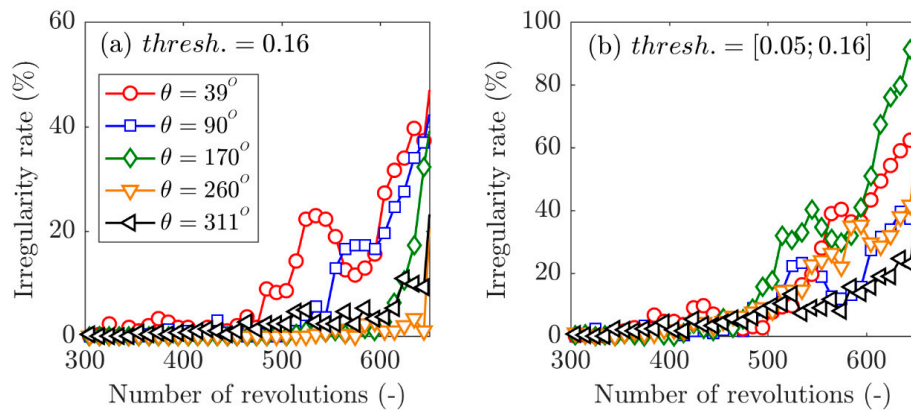 (a) thresh. = 0.16
60
40
20
0
Irregularity rate (%)
θ = 39°
θ = 90°
θ = 170°
θ = 260°
θ = 311°
300 400 500 600
Number of revolutions (-)
(b) thresh. = [0.05; 0.16]
100
80
60
40
20
0
Irregularity rate (%)
300 400 500 600
Number of revolutions (-)